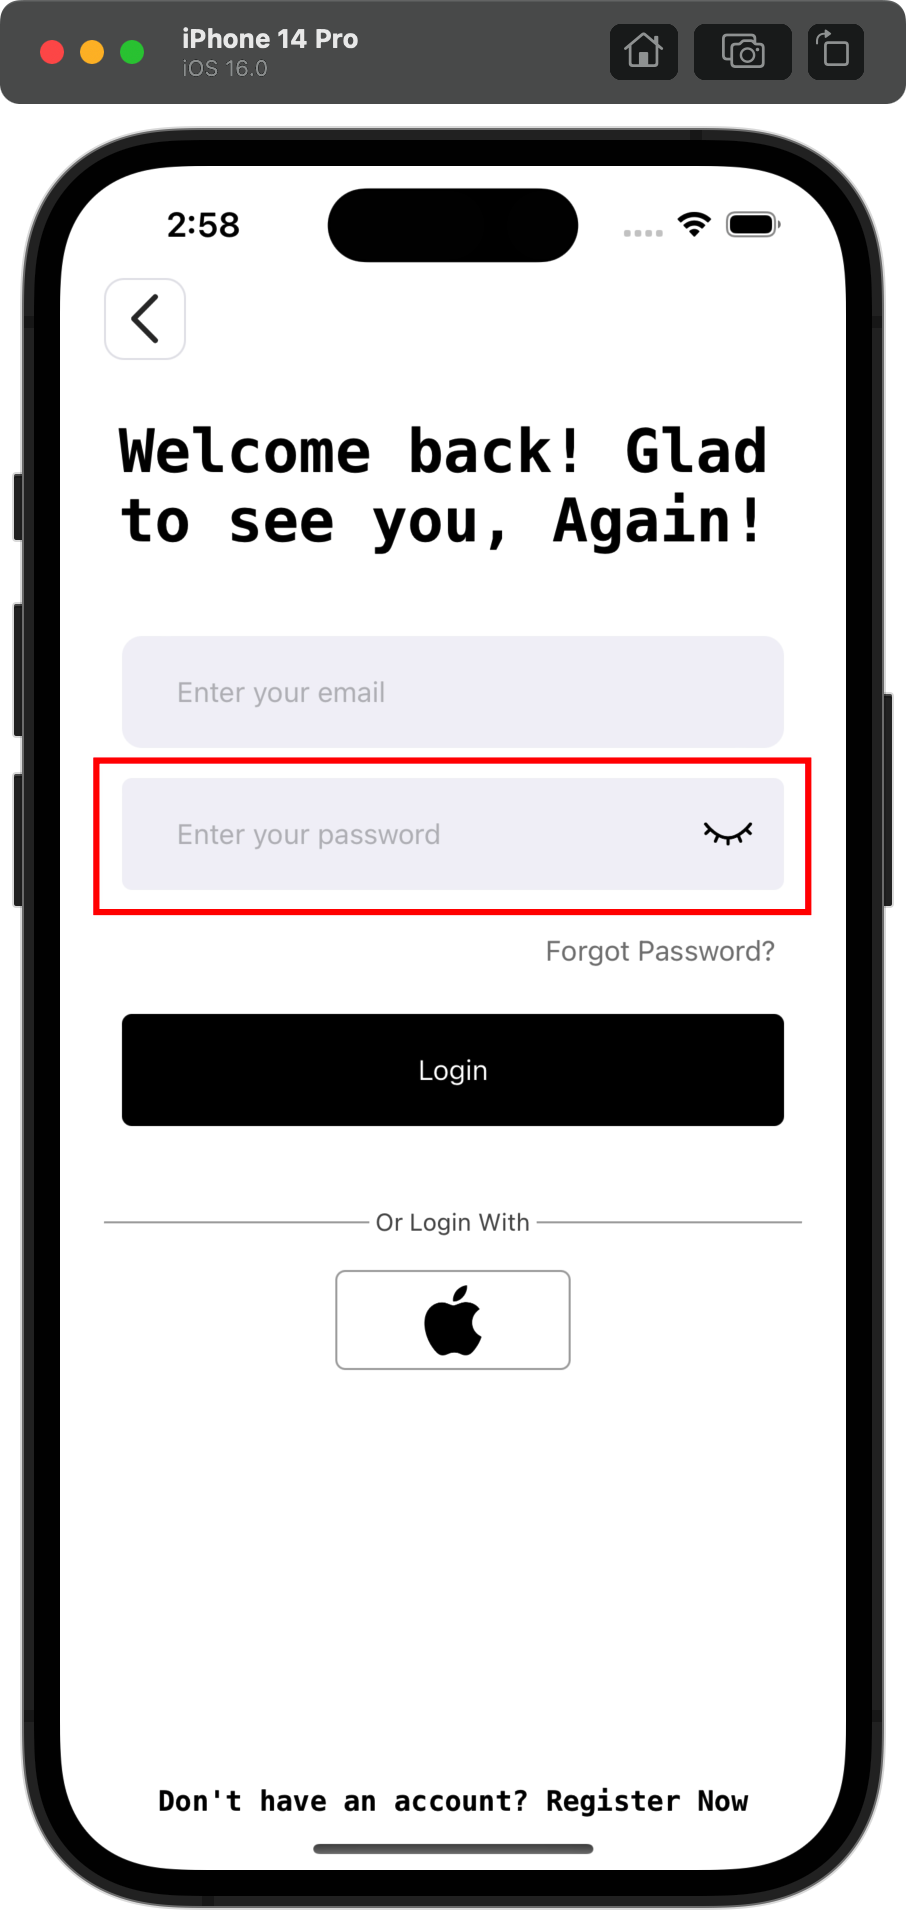 iPhone 14 Pro
iOS 16.0
2:58
Welcome back! Glad
to see you, Again!
Enter your email
Enter your password
Forgot Password?
Login
Or Login With
Don't have an account? Register Now